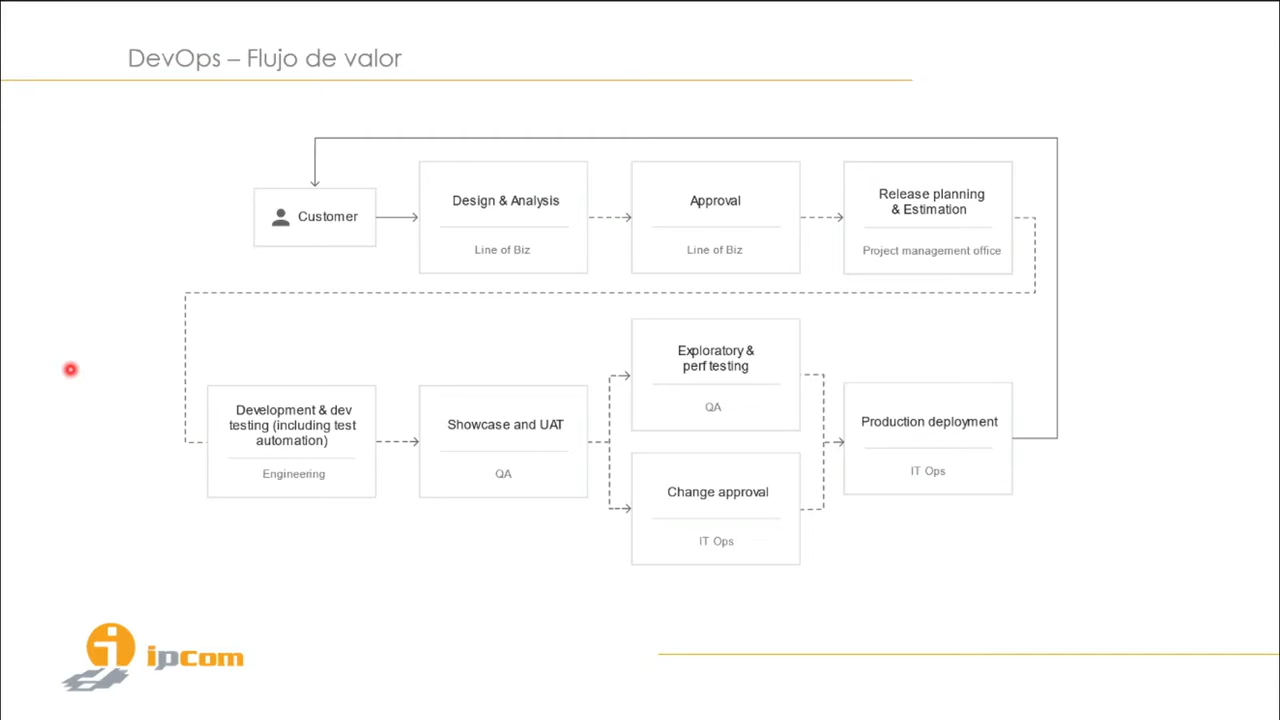 DevOps – Flujo de valor
Customer
Design & Analysis
Line of Biz
Approval
Line of Biz
Release planning
& Estimation
Project management office
Development & dev
testing (including test
automation)
Engineering
Showcase and UAT
QA
Exploratory &
perf testing
QA
Change approval
IT Ops
Production deployment
IT Ops
ipcom